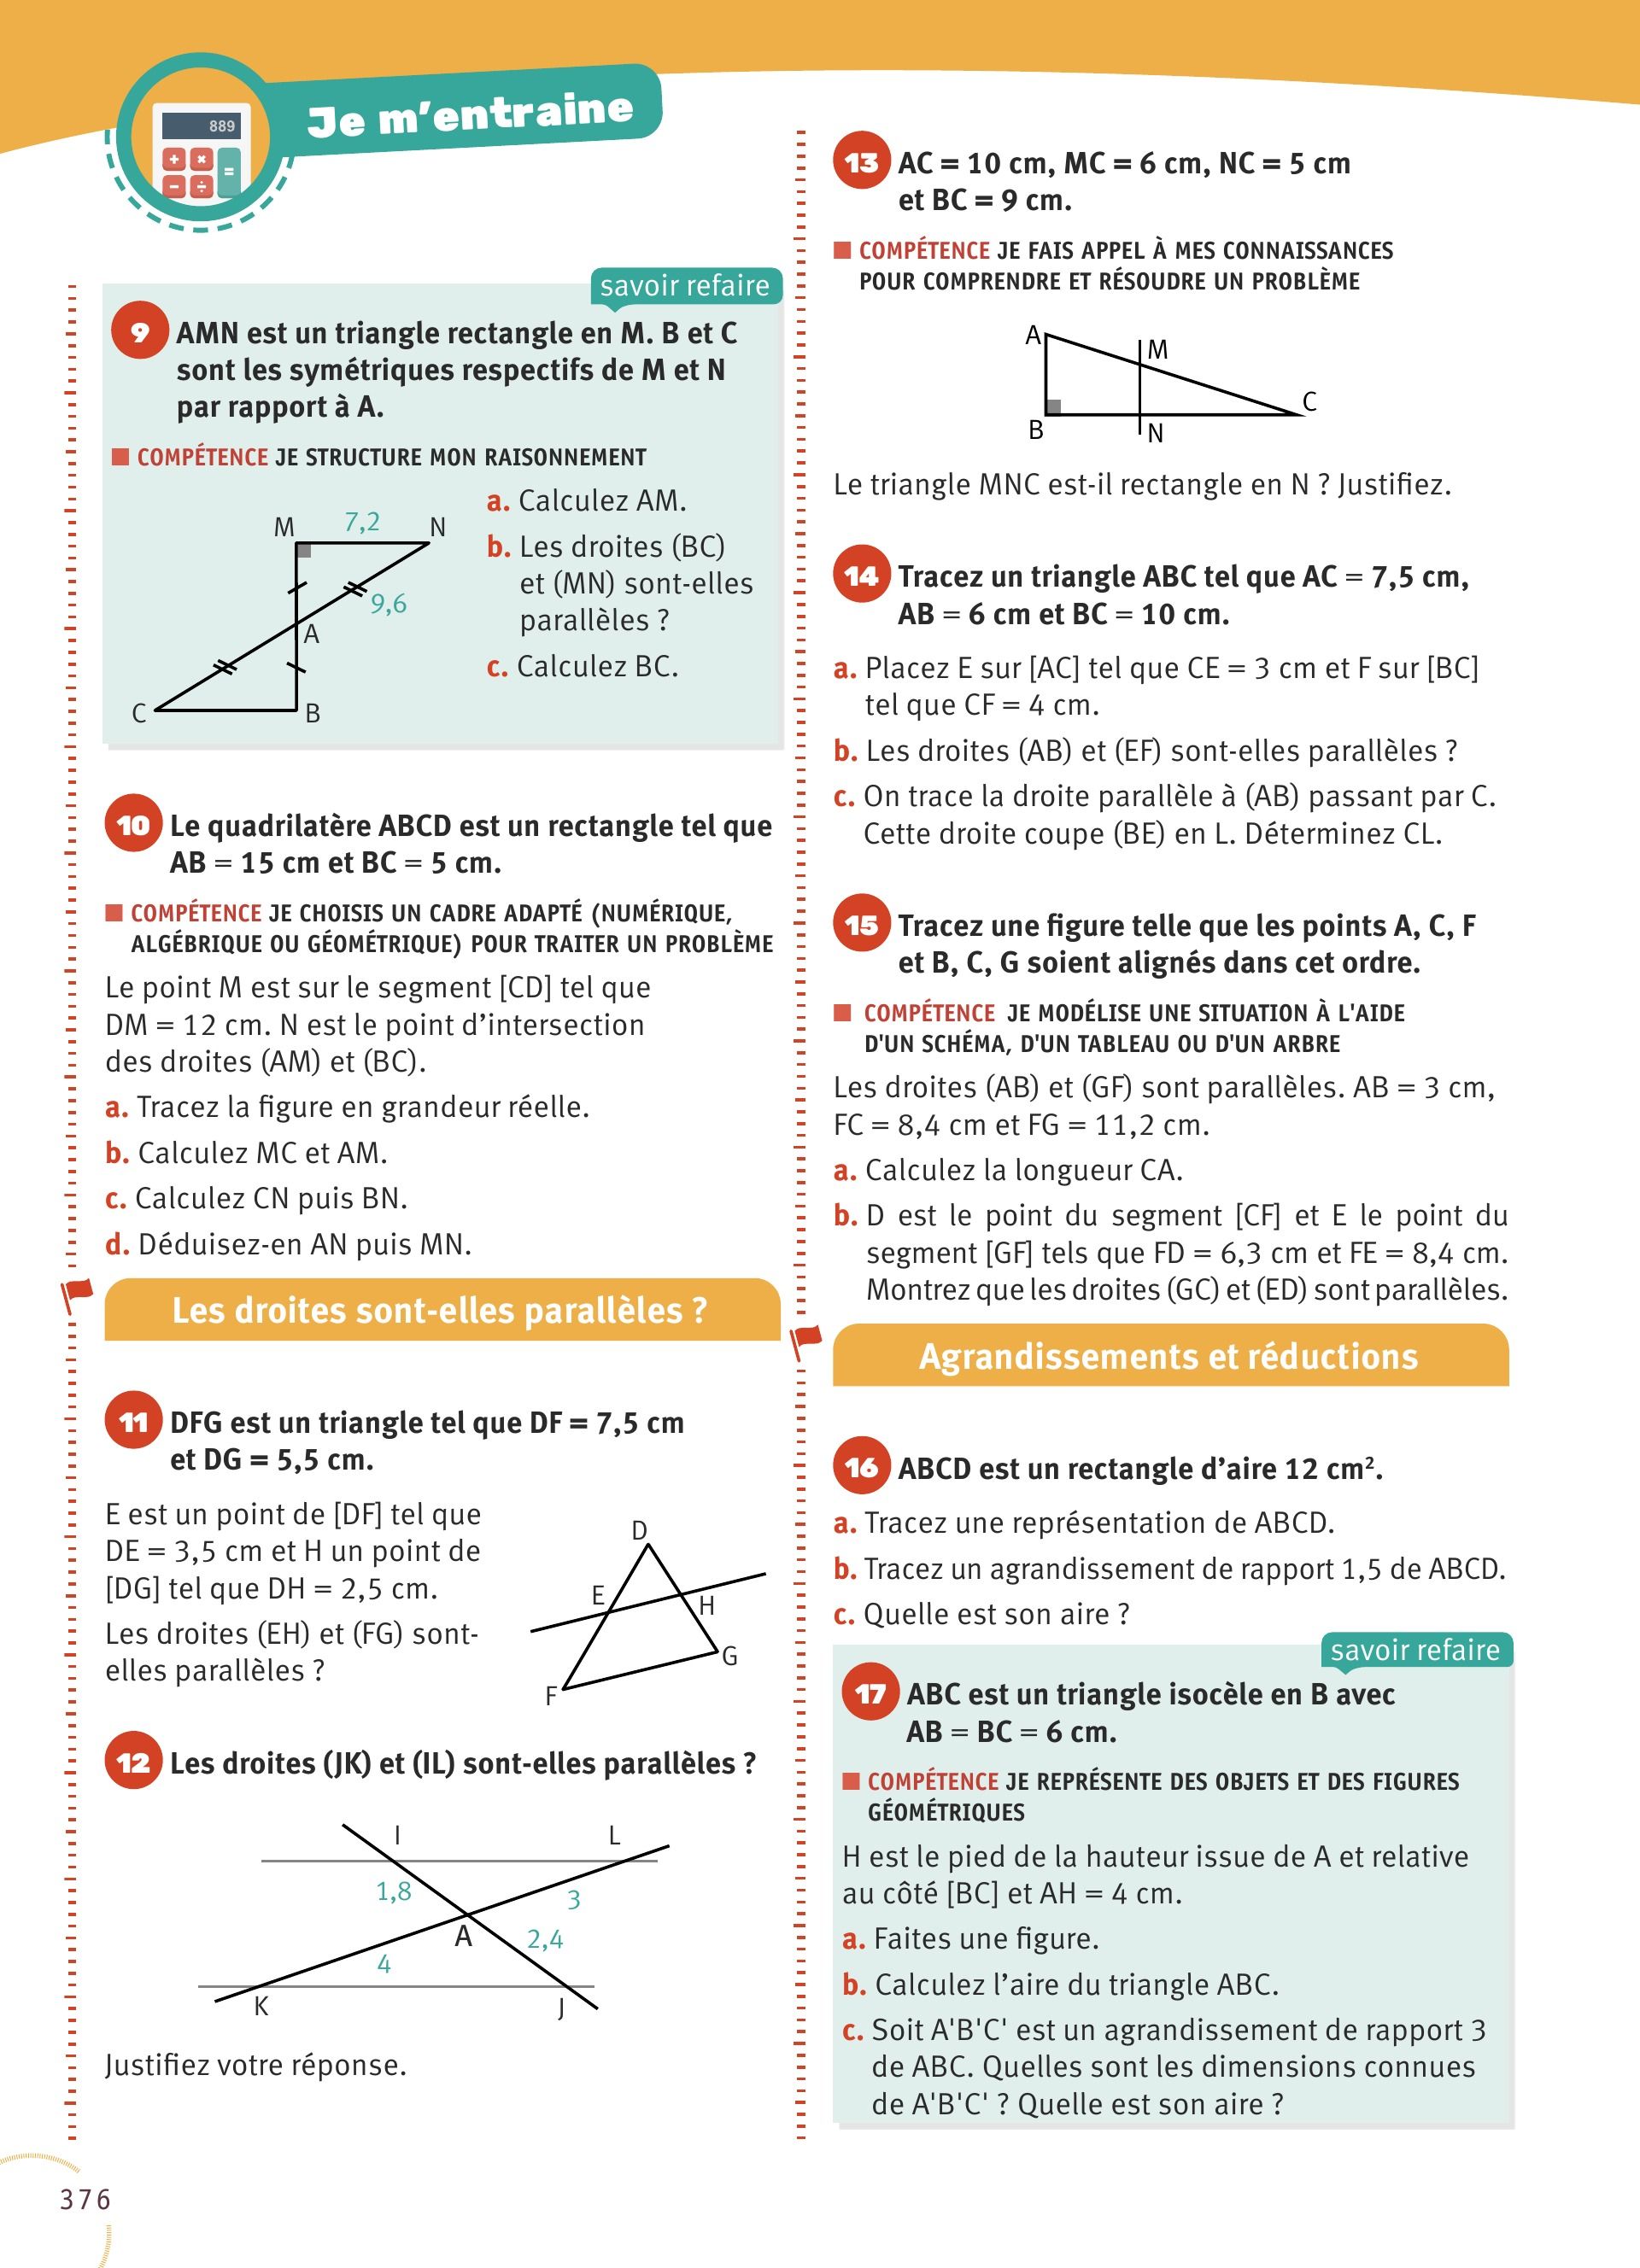 889
Je m'entraine
savoir refaire
9 AMN est un triangle rectangle en M. B et C
sont les symétriques respectifs de M et N
par rapport à A.
COMPÉTENCE JE STRUCTURE MON RAISONNEMENT
M 7,2 N
9,6
A
C B
a. Calculez AM.
b. Les droites (BC)
et (MN) sont-elles
parallèles ?
c. Calculez BC.
10 Le quadrilatère ABCD est un rectangle tel que
AB = 15 cm et BC = 5 cm.
COMPÉTENCE JE CHOISIS UN CADRE ADAPTÉ (NUMÉRIQUE,
ALGÉBRIQUE OU GÉOMÉTRIQUE) POUR TRAITER UN PROBLÈME
Le point M est sur le segment [CD] tel que
DM = 12 cm. N est le point d'intersection
des droites (AM) et (BC).
a. Tracez la figure en grandeur réelle.
b. Calculez MC et AM.
c. Calculez CN puis BN.
d. Déduisez-en AN puis MN.
Les droites sont-elles parallèles ?
11 DFG est un triangle tel que DF = 7,5 cm
et DG = 5,5 cm.
E est un point de [DF] tel que
DE = 3,5 cm et H un point de
[DG] tel que DH = 2,5 cm.
Les droites (EH) et (FG) sont-
elles parallèles ?
D
E
H
G
F
12 Les droites (JK) et (IL) sont-elles parallèles ?
I L
1,8 3
A 2,4
4
K J
Justifiez votre réponse.
376
13 AC = 10 cm, MC = 6 cm, NC = 5 cm
et BC = 9 cm.
COMPÉTENCE JE FAIS APPEL À MES CONNAISSANCES
POUR COMPRENDRE ET RÉSOUDRE UN PROBLÈME
A
M
C
B N
Le triangle MNC est-il rectangle en N ? Justifiez.
14 Tracez un triangle ABC tel que AC = 7,5 cm,
AB = 6 cm et BC = 10 cm.
a. Placez E sur [AC] tel que CE = 3 cm et F sur [BC]
tel que CF = 4 cm.
b. Les droites (AB) et (EF) sont-elles parallèles ?
c. On trace la droite parallèle à (AB) passant par C.
Cette droite coupe (BE) en L. Déterminez CL.
15 Tracez une figure telle que les points A, C, F
et B, C, G soient alignés dans cet ordre.
COMPÉTENCE JE MODÉLISE UNE SITUATION À L'AIDE
D'UN SCHÉMA, D'UN TABLEAU OU D'UN ARBRE
Les droites (AB) et (GF) sont parallèles. AB = 3 cm,
FC = 8,4 cm et FG = 11,2 cm.
a. Calculez la longueur CA.
b. D est le point du segment [CF] et E le point du
segment [GF] tels que FD = 6,3 cm et FE = 8,4 cm.
Montrez que les droites (GC) et (ED) sont parallèles.
Agrandissements et réductions
16 ABCD est un rectangle d'aire 12 cm².
a. Tracez une représentation de ABCD.
b. Tracez un agrandissement de rapport 1,5 de ABCD.
c. Quelle est son aire ?
savoir refaire
17 ABC est un triangle isocèle en B avec
AB = BC = 6 cm.
COMPÉTENCE JE REPRÉSENTE DES OBJETS ET DES FIGURES
GÉOMÉTRIQUES
H est le pied de la hauteur issue de A et relative
au côté [BC] et AH = 4 cm.
a. Faites une figure.
b. Calculez l'aire du triangle ABC.
c. Soit A'B'C' est un agrandissement de rapport 3
de ABC. Quelles sont les dimensions connues
de A'B'C' ? Quelle est son aire ?